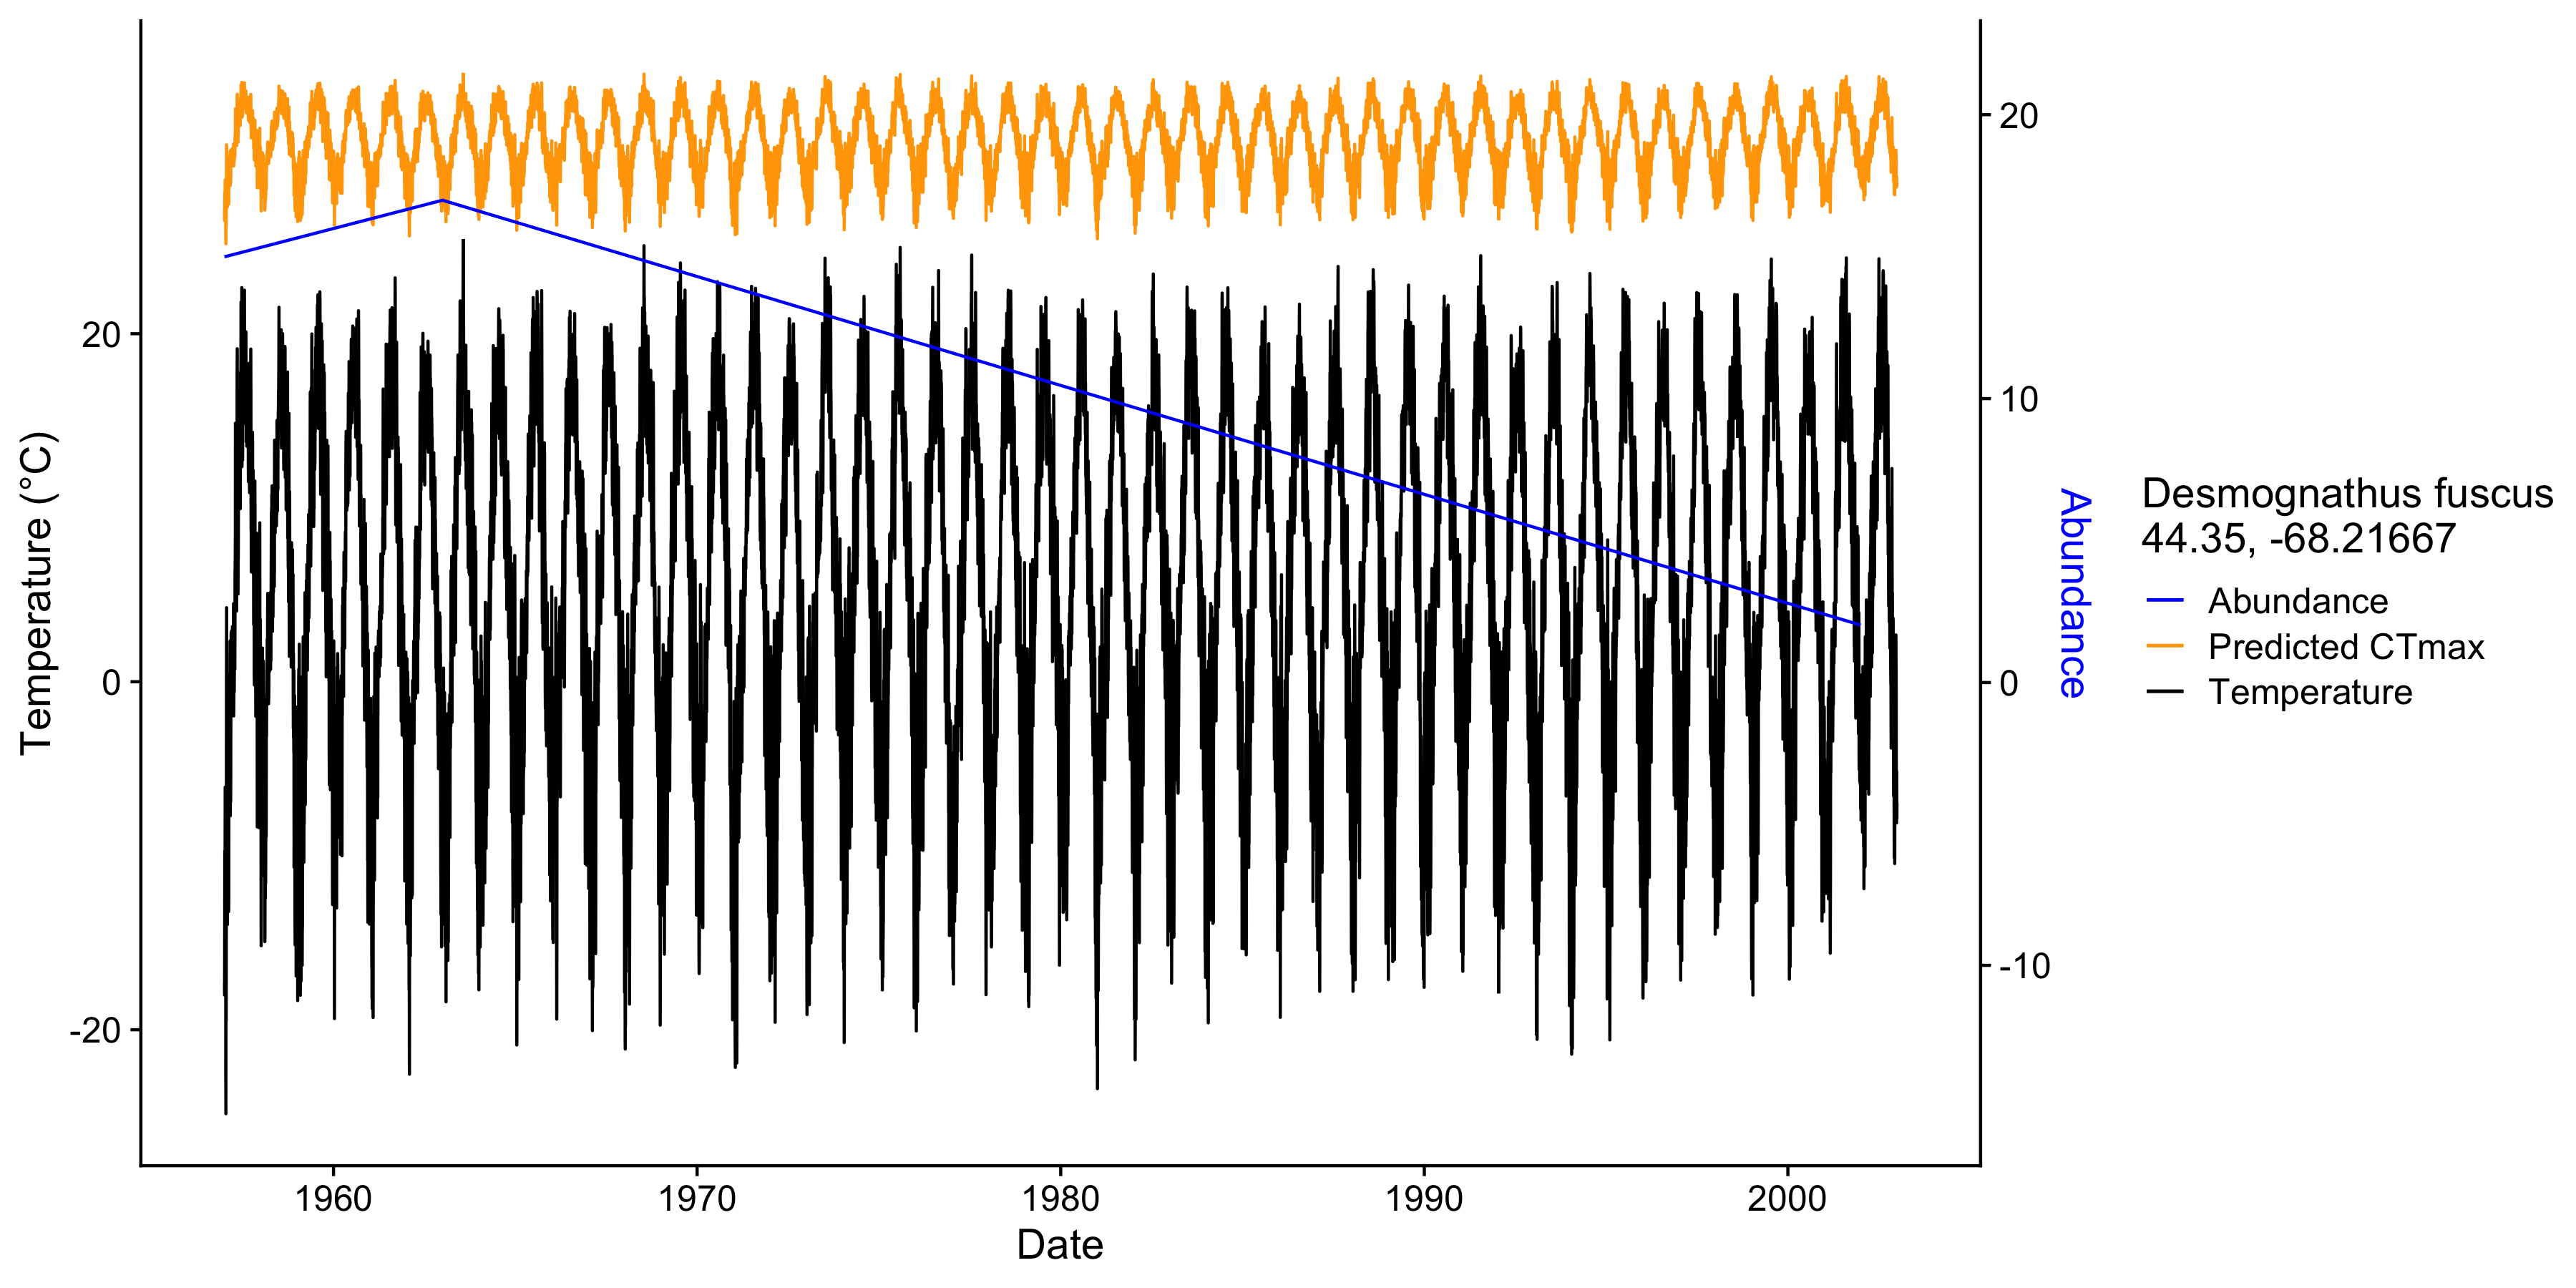 Temperature (°C)
20
0
-20
1960
1970
1980
1990
2000
Date
20
10
0
-10
Abundance
Desmognathus fuscus
44.35, -68.21667
Abundance
Predicted CTmax
Temperature